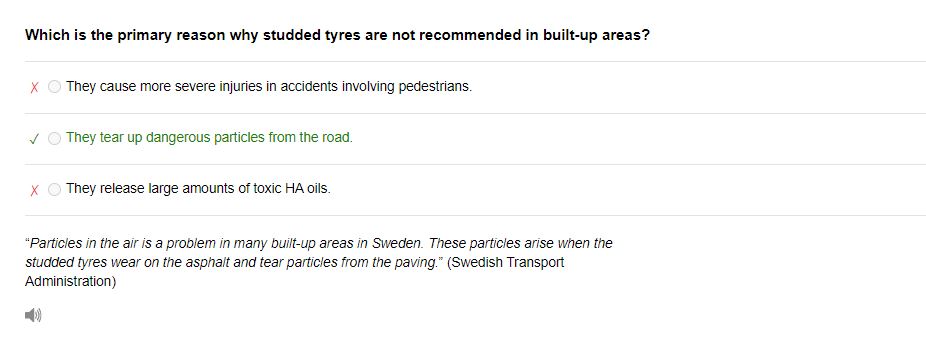 Which is the primary reason why studded tyres are not recommended in built-up areas?
They cause more severe injuries in accidents involving pedestrians.
They tear up dangerous particles from the road.
They release large amounts of toxic HA oils.
“Particles in the air is a problem in many built-up areas in Sweden. These particles arise when the
studded tyres wear on the asphalt and tear particles from the paving.” (Swedish Transport
Administration)